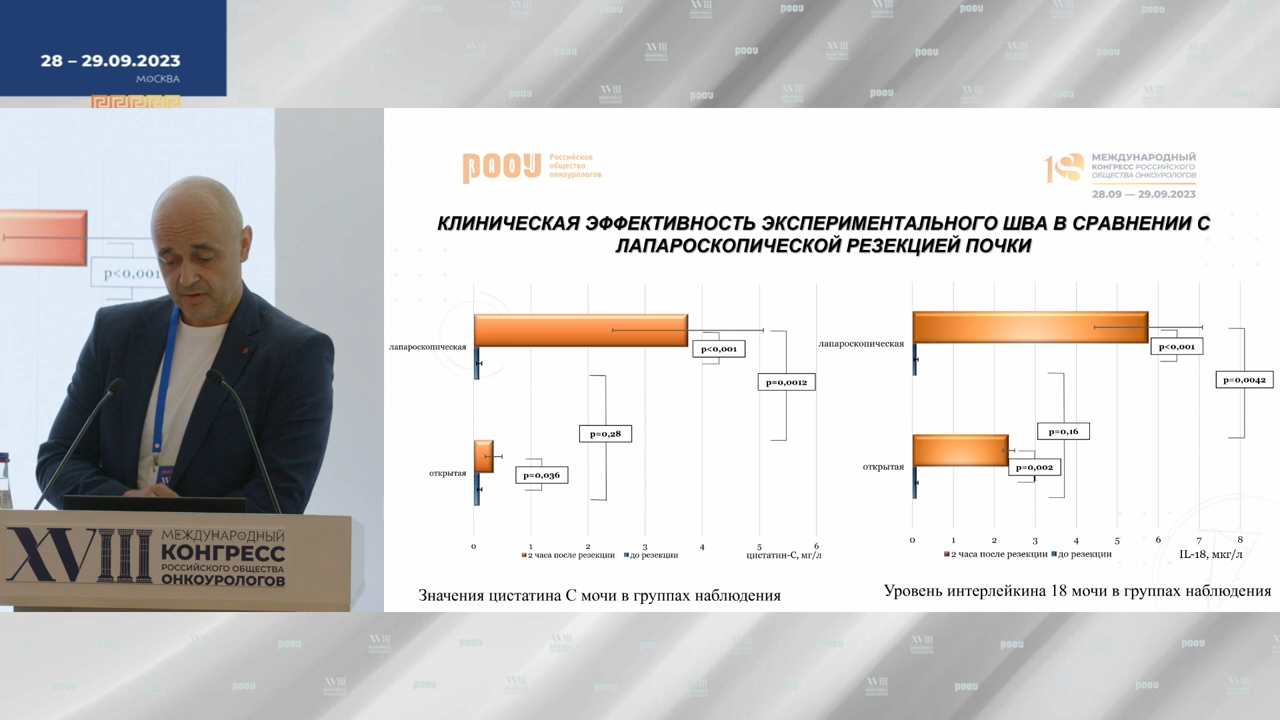 28 – 29.09.2023
МОСКВА
РООУ
Российское
общество
онкоурологов
МЕЖДУНАРОДНЫЙ
КОНГРЕСС РОССИЙСКОГО
ОБЩЕСТВА ОНКОУРОЛОГОВ
28.09 — 29.09.2023
КЛИНИЧЕСКАЯ ЭФФЕКТИВНОСТЬ ЭКСПЕРИМЕНТАЛЬНОГО ШВА В СРАВНЕНИИ С
ЛАПАРОСКОПИЧЕСКОЙ РЕЗЕКЦИЕЙ ПОЧКИ
p<0,001
лапароскопическая
p<0,001
p=0,0012
p=0,28
открытая
p=0,036
0 1 2 3 4 5 6
2 часа после резекции до резекции цистатин-С, мг/л
Значения цистатина С мочи в группах наблюдения
лапароскопическая
p<0,001
p=0,0042
p=0,16
открытая
p=0,002
0 1 2 3 4 5 6 7 8
2 часа после резекции до резекции IL-18, мкг/л
Уровень интерлейкина 18 мочи в группах наблюдения
XVIII МЕЖДУНАРОДНЫЙ
КОНГРЕСС
РОССИЙСКОГО ОБЩЕСТВА
ОНКОУРОЛОГОВ